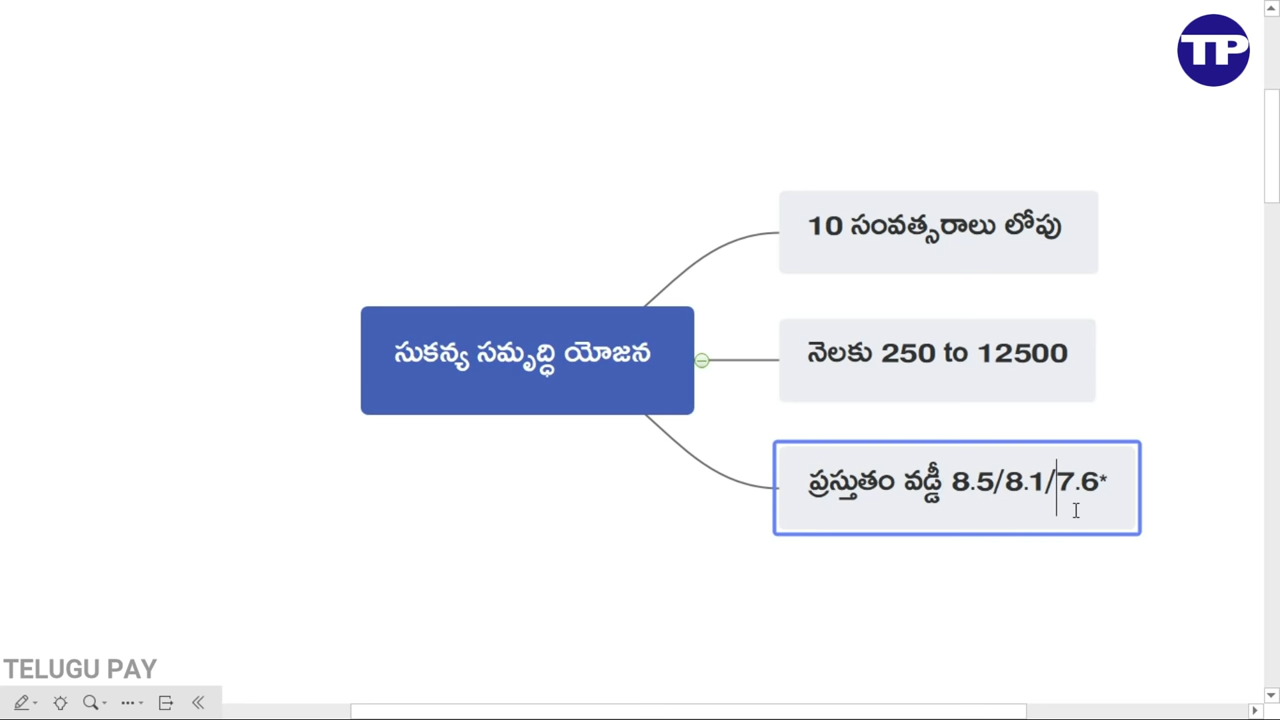 TP
10 సంవత్సరాలు లోపు
సుకన్య సమృద్ధి యోజన
నెలకు 250 to 12500
ప్రస్తుతం వడ్డీ 8.5/8.1/7.6*
TELUGU PAY